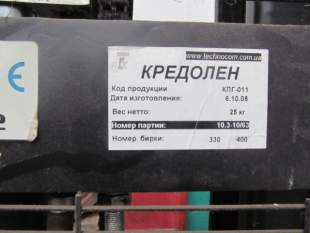 www.technocom.com.ua
КРЕДОЛЕН
Код продукции КПГ-011
Дата изготовления: 6.10.08
Вес нетто: 25 кг
Номер партии: 10.3-10/63
Номер бирки: 330 400
CE